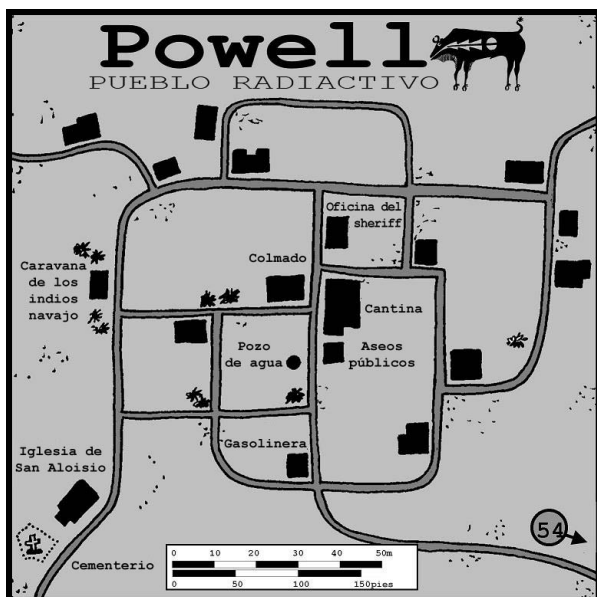 Powell
PUEBLO RADIACTIVO
Oficina del
sheriff
Colmado
Caravana
de los
indios
navajo
Cantina
Pozo
de agua
Aseos
públicos
Gasolinera
Iglesia de
San Aloisio
54
Cementerio
0 10 20 30 40 50m
0 50 100 150pies